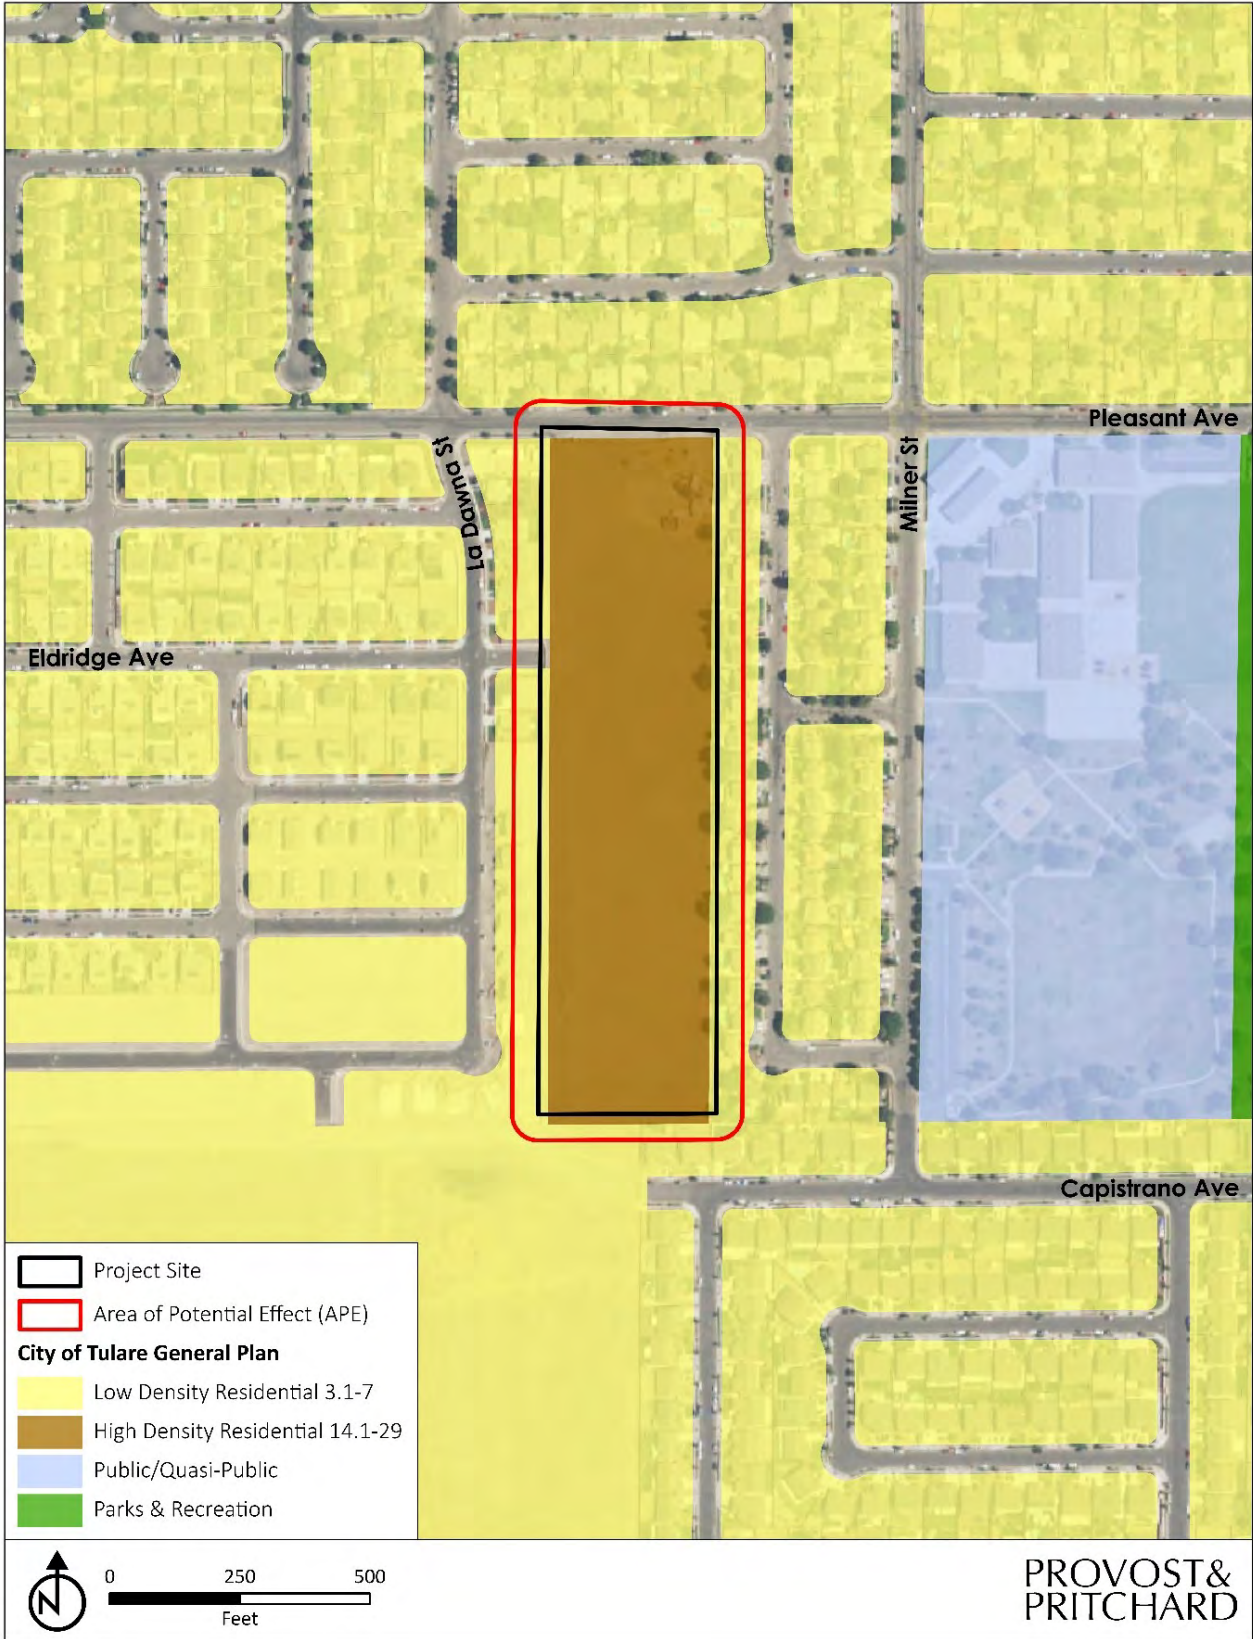 Pleasant Ave
La Dawna St
Milner St
Eldridge Ave
Capistrano Ave
Project Site
Area of Potential Effect (APE)
City of Tulare General Plan
Low Density Residential 3.1-7
High Density Residential 14.1-29
Public/Quasi-Public
Parks & Recreation
N
0 250 500
Feet
PROVOST&
PRITCHARD